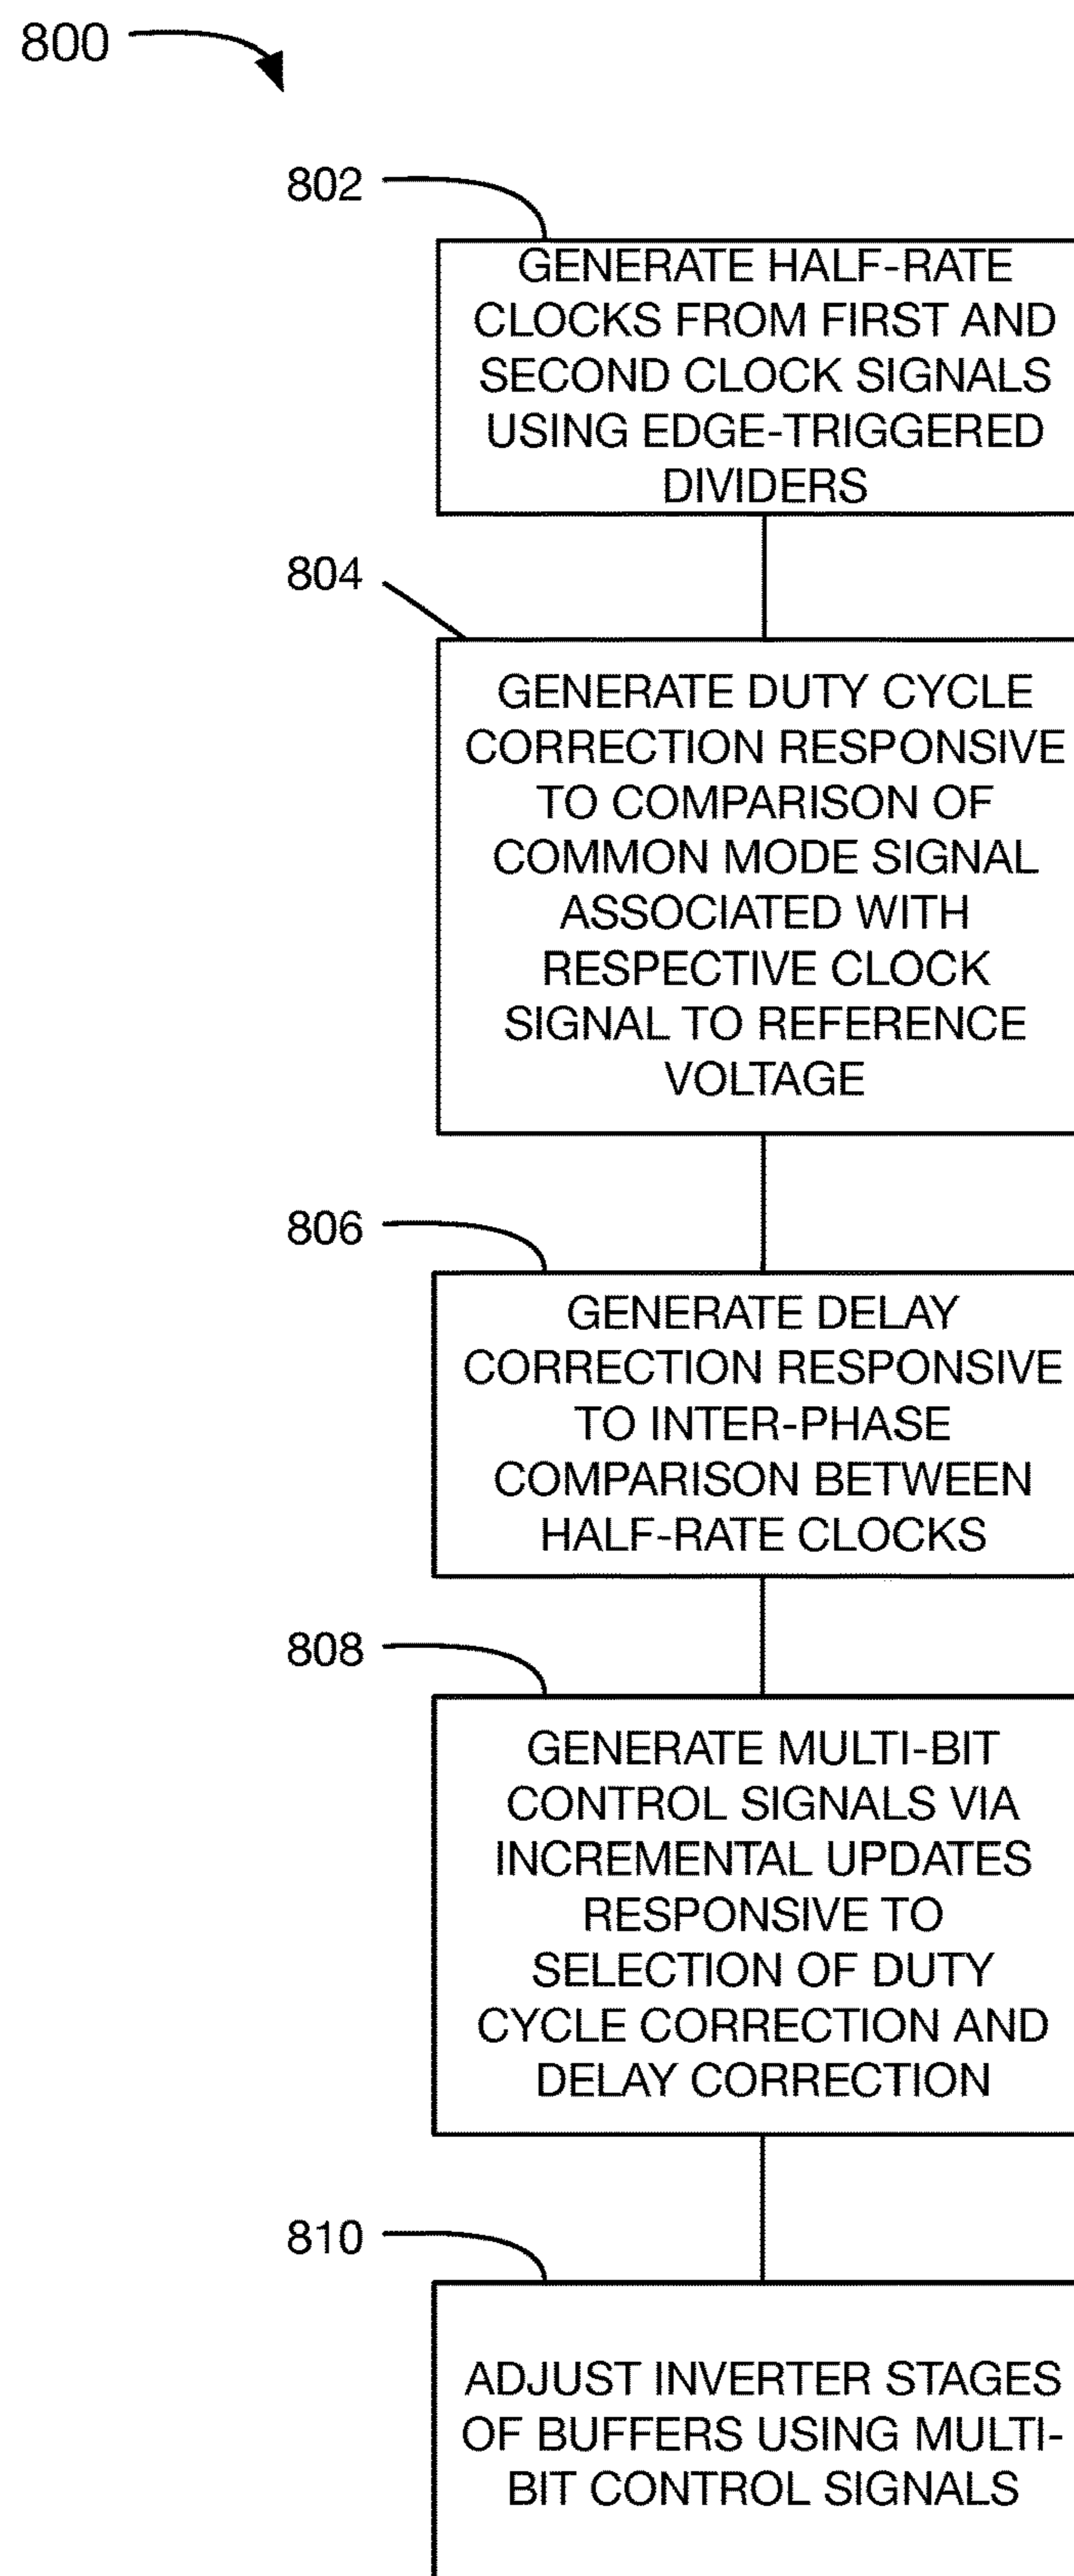 800
802
GENERATE HALF-RATE
CLOCKS FROM FIRST AND
SECOND CLOCK SIGNALS
USING EDGE-TRIGGERED
DIVIDERS
804
GENERATE DUTY CYCLE
CORRECTION RESPONSIVE
TO COMPARISON OF
COMMON MODE SIGNAL
ASSOCIATED WITH
RESPECTIVE CLOCK
SIGNAL TO REFERENCE
VOLTAGE
806
GENERATE DELAY
CORRECTION RESPONSIVE
TO INTER-PHASE
COMPARISON BETWEEN
HALF-RATE CLOCKS
808
GENERATE MULTI-BIT
CONTROL SIGNALS VIA
INCREMENTAL UPDATES
RESPONSIVE TO
SELECTION OF DUTY
CYCLE CORRECTION AND
DELAY CORRECTION
810
ADJUST INVERTER STAGES
OF BUFFERS USING MULTI-
BIT CONTROL SIGNALS